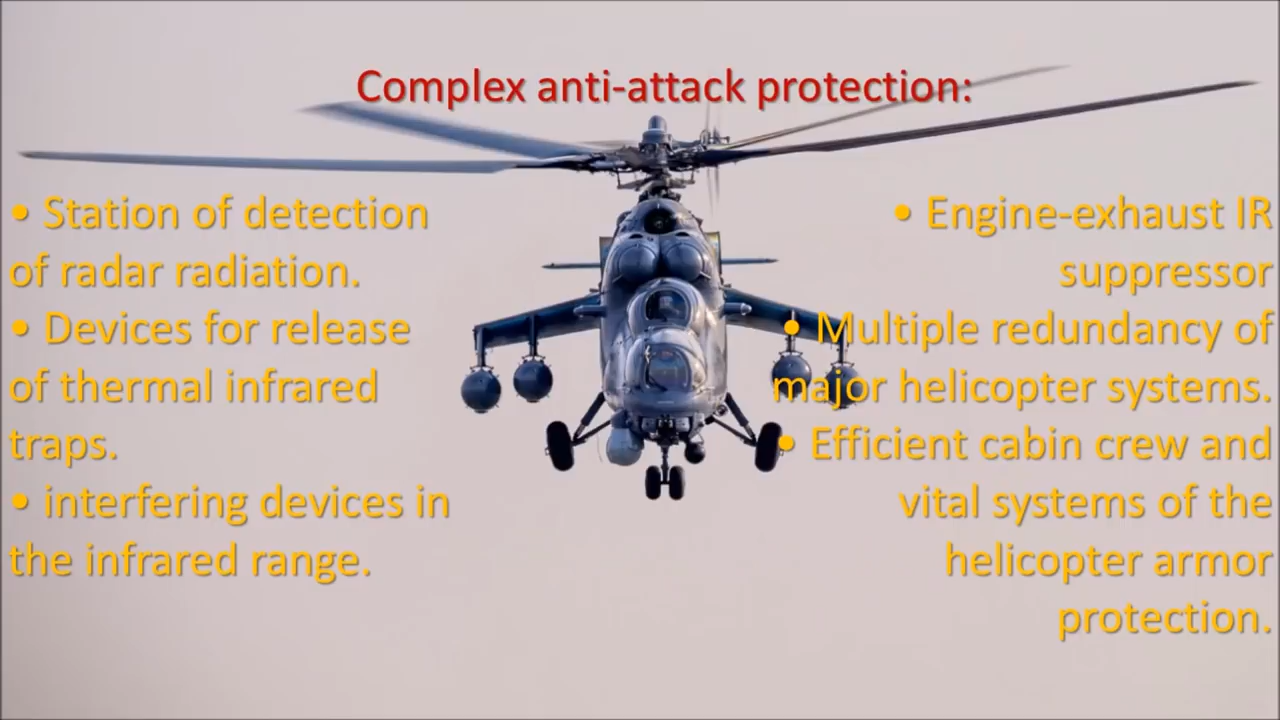 Complex anti-attack protection:
• Station of detection
of radar radiation.
• Devices for release
of thermal infrared
traps.
• interfering devices in
the infrared range.
• Engine-exhaust IR
suppressor
• Multiple redundancy of
major helicopter systems.
• Efficient cabin crew and
vital systems of the
helicopter armor
protection.